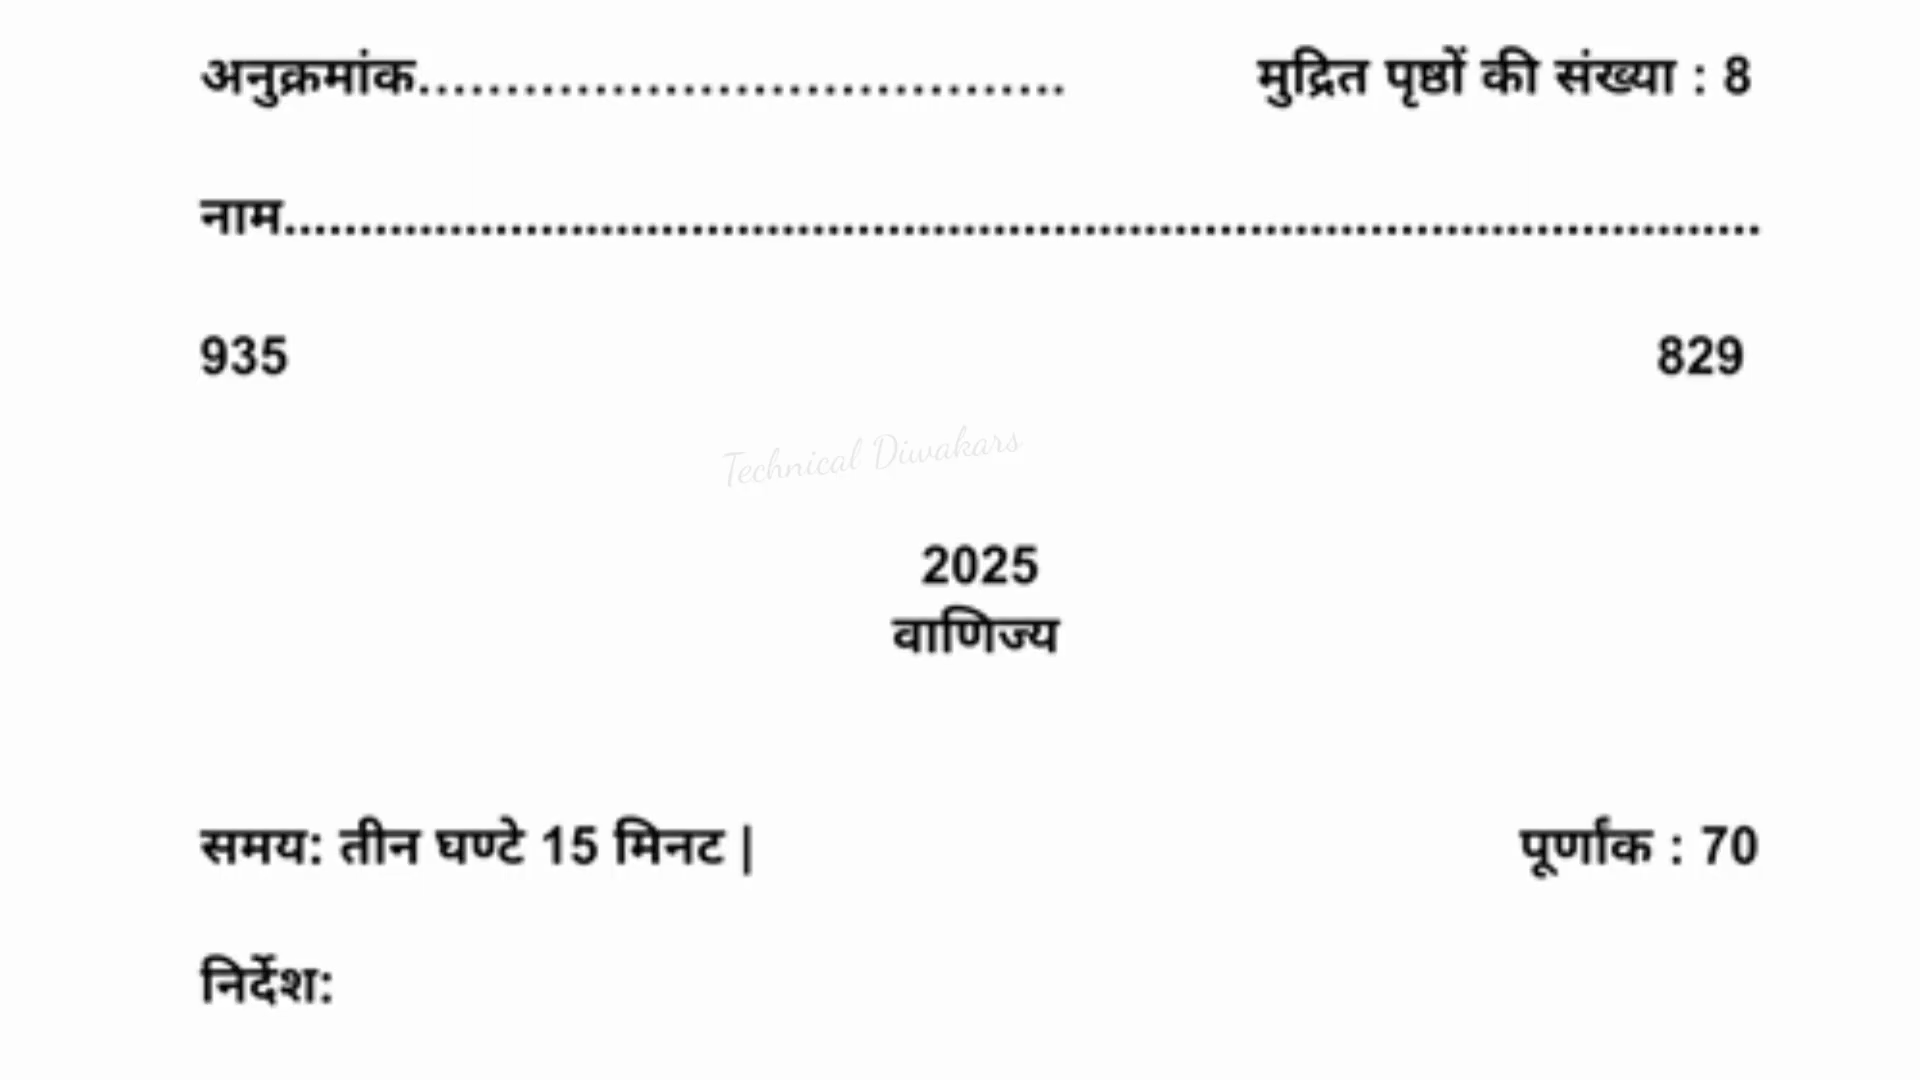 अनुक्रमांक..................................... मुद्रित पृष्ठों की संख्या : 8
नाम....................................................................................................
935 829
Technical Diwakars
2025
वाणिज्य
समय: तीन घण्टे 15 मिनट | पूर्णांक : 70
निर्देश: